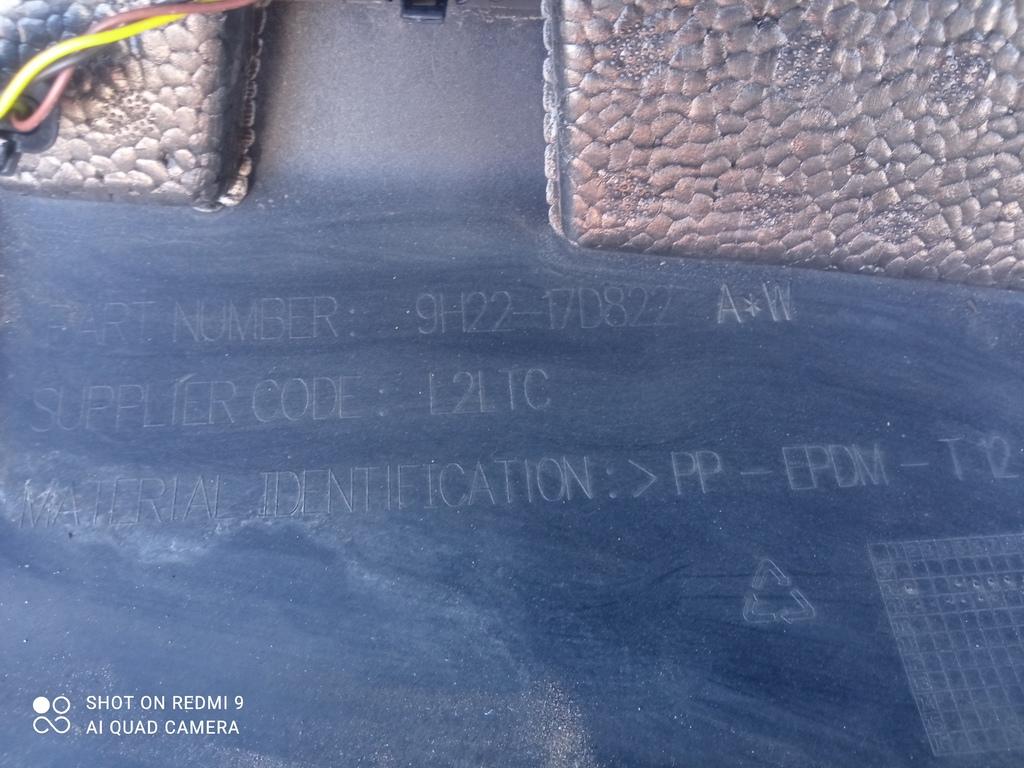 PART NUMBER: 9H22-17D822 A*W
SUPPLIER CODE: L2LTC
MATERIAL IDENTIFICATION:>PP-EPDM-T12
SHOT ON REDMI 9
AI QUAD CAMERA